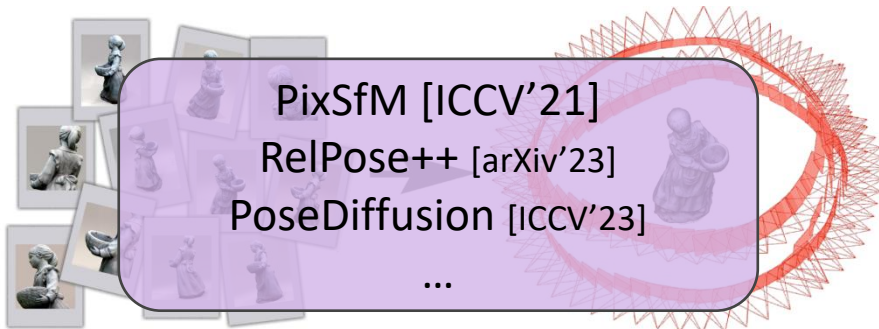 PixSfM [ICCV’21]
RelPose++ [arXiv’23]
PoseDiffusion [ICCV’23]
...